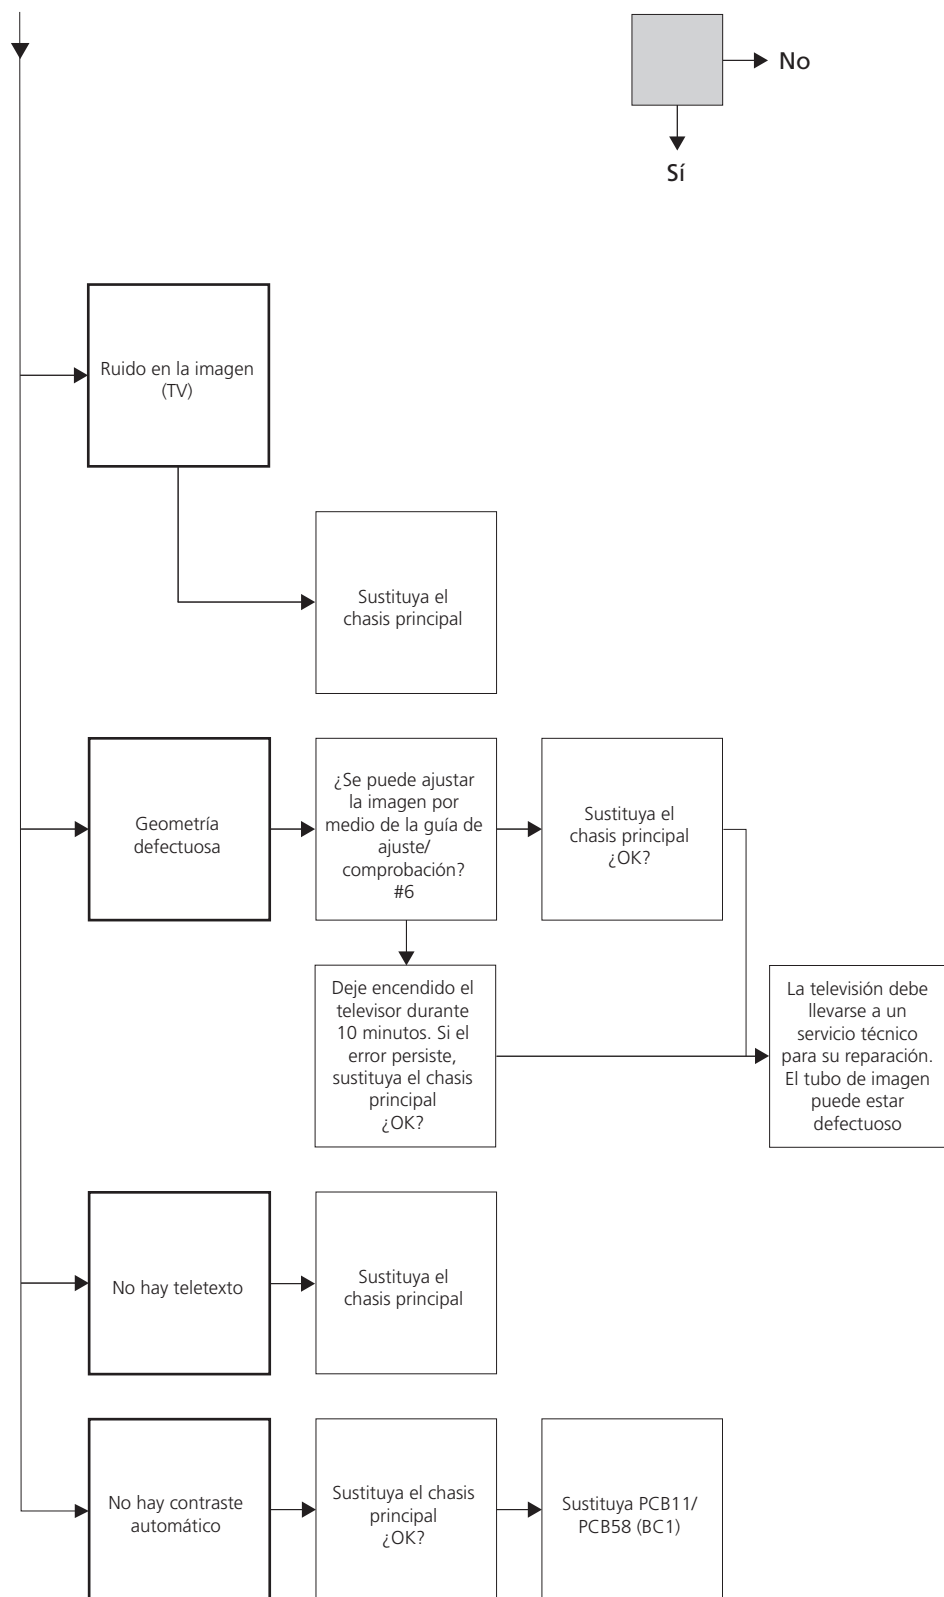 No
Sí
Ruido en la imagen
(TV)
Sustituya el
chasis principal
Geometría
defectuosa
¿Se puede ajustar
la imagen por
medio de la guía de
ajuste/
comprobación?
#6
Sustituya el
chasis principal
¿OK?
Deje encendido el
televisor durante
10 minutos. Si el
error persiste,
sustituya el chasis
principal
¿OK?
La televisión debe
llevarse a un
servicio técnico
para su reparación.
El tubo de imagen
puede estar
defectuoso
No hay teletexto
Sustituya el
chasis principal
No hay contraste
automático
Sustituya el chasis
principal
¿OK?
Sustituya PCB11/
PCB58 (BC1)